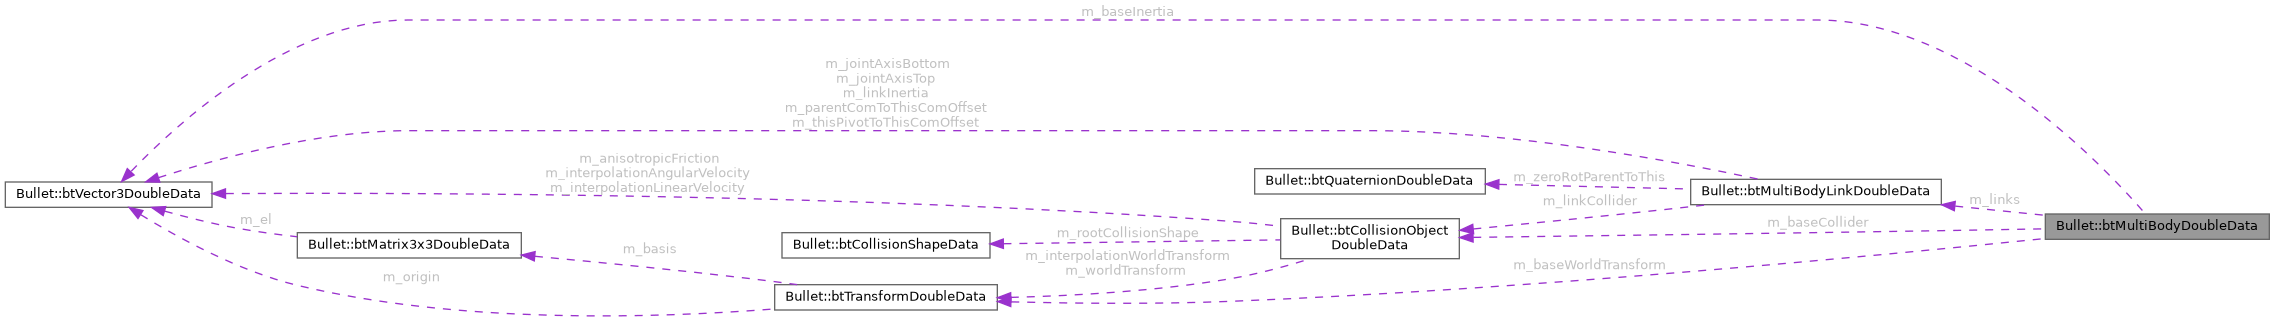 m_baseInertia
m_jointAxisBottom
m_jointAxisTop
m_linkInertia
m_parentComToThisComOffset
m_thisPivotToThisComOffset
m_anisotropicFriction
m_interpolationAngularVelocity
m_interpolationLinearVelocity
Bullet::btVector3DoubleData
Bullet::btQuaternionDoubleData
m_zeroRotParentToThis
Bullet::btMultiBodyLinkDoubleData
m_linkCollider
m_links
m_el
Bullet::btMatrix3x3DoubleData
m_basis
Bullet::btCollisionShapeData
m_rootCollisionShape
Bullet::btCollisionObject
DoubleData
m_baseCollider
Bullet::btMultiBodyDoubleData
m_interpolationWorldTransform
m_worldTransform
m_baseWorldTransform
m_origin
Bullet::btTransformDoubleData